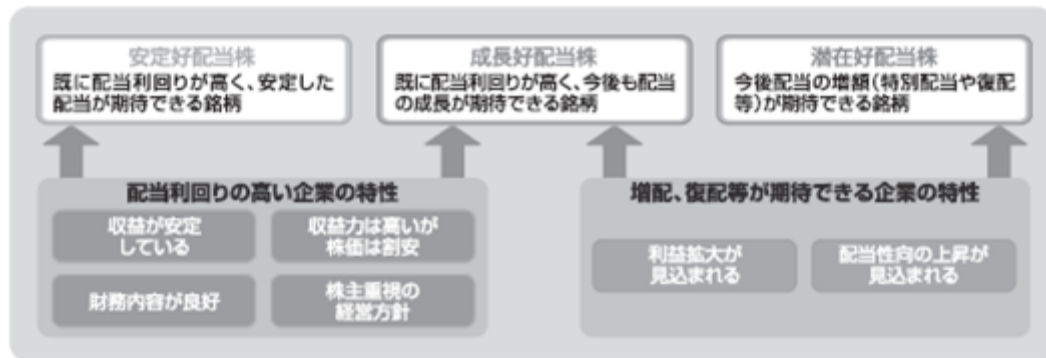 安定好配当株
既に配当利回りが高く、安定した
配当が期待できる銘柄
成長好配当株
既に配当利回りが高く、今後も配当
の成長が期待できる銘柄
潜在好配当株
今後配当の増額(特別配当や復配
等)が期待できる銘柄
配当利回りの高い企業の特性
収益が安定
している
収益力は高いが
株価は割安
財務内容が良好
株主重視の
経営方針
増配、復配等が期待できる企業の特性
利益拡大が
見込まれる
配当性向の上昇が
見込まれる